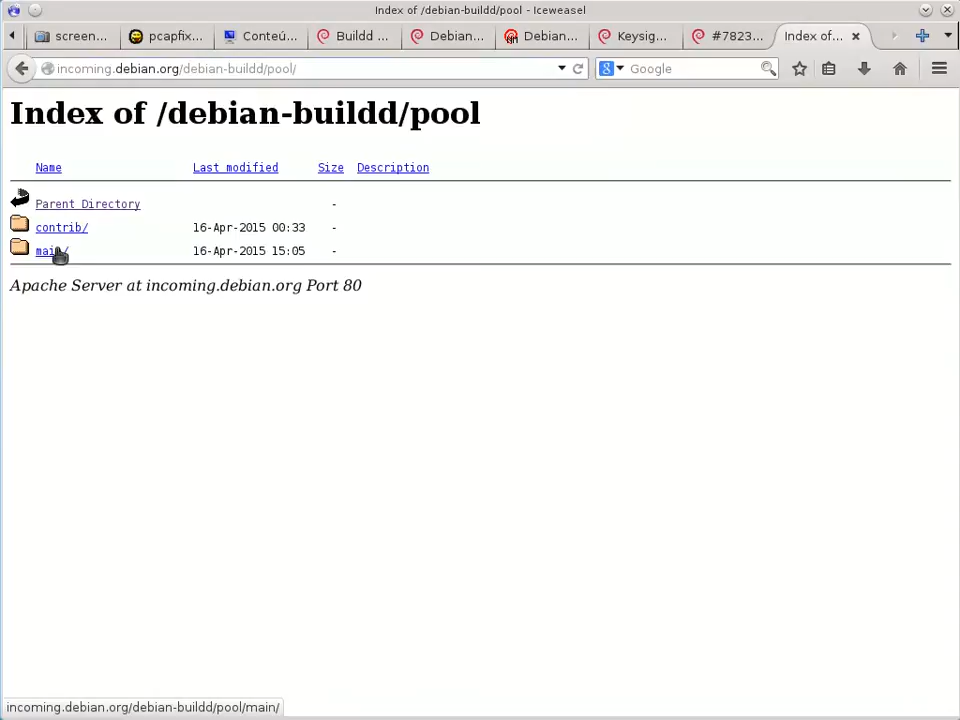 Index of /debian-buildd/pool - Iceweasel
screen... pcapfix... Conteú... Buildd ... Debian... Debian... Keysig... #7823... Index of...
incoming.debian.org/debian-buildd/pool/ Google
Index of /debian-buildd/pool
Name Last modified Size Description
Parent Directory -
contrib/ 16-Apr-2015 00:33 -
main/ 16-Apr-2015 15:05 -
Apache Server at incoming.debian.org Port 80
incoming.debian.org/debian-buildd/pool/main/